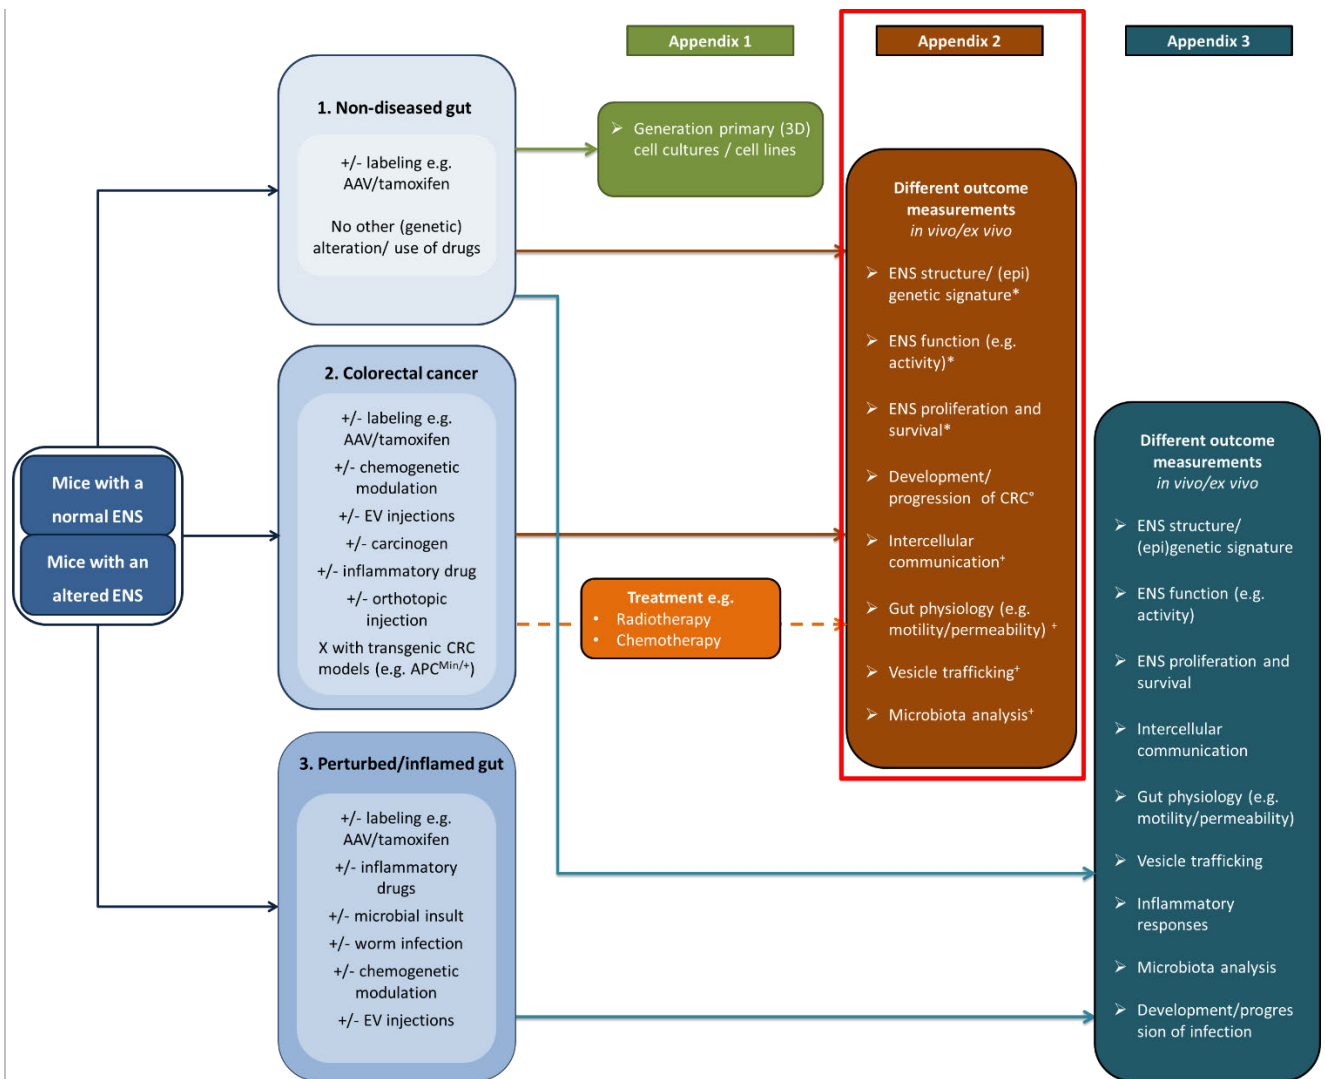 Appendix 1
Appendix 2
Appendix 3
1. Non-diseased gut
+/- labeling e.g.
AAV/tamoxifen
No other (genetic)
alteration/ use of drugs
➢ Generation primary (3D)
cell cultures / cell lines
2. Colorectal cancer
+/- labeling e.g.
AAV/tamoxifen
+/- chemogenetic
modulation
+/- EV injections
+/- carcinogen
+/- inflammatory drug
+/- orthotopic
injection
X with transgenic CRC
models (e.g. APCᴹⁱⁿ/⁺)
Mice with a
normal ENS
Mice with an
altered ENS
Treatment e.g.
• Radiotherapy
• Chemotherapy
3. Perturbed/inflamed gut
+/- labeling e.g.
AAV/tamoxifen
+/- inflammatory
drugs
+/- microbial insult
+/- worm infection
+/- chemogenetic
modulation
+/- EV injections
Different outcome
measurements
in vivo/ex vivo
➢ ENS structure/ (epi)
genetic signature*
➢ ENS function (e.g.
activity)*
➢ ENS proliferation and
survival*
➢ Development/
progression of CRC°
➢ Intercellular
communication⁺
➢ Gut physiology (e.g.
motility/permeability) ⁺
➢ Vesicle trafficking⁺
➢ Microbiota analysis⁺
Different outcome
measurements
in vivo/ex vivo
➢ ENS structure/
(epi)genetic signature
➢ ENS function (e.g.
activity)
➢ ENS proliferation and
survival
➢ Intercellular
communication
➢ Gut physiology (e.g.
motility/permeability)
➢ Vesicle trafficking
➢ Inflammatory
responses
➢ Microbiota analysis
➢ Development/progres
sion of infection